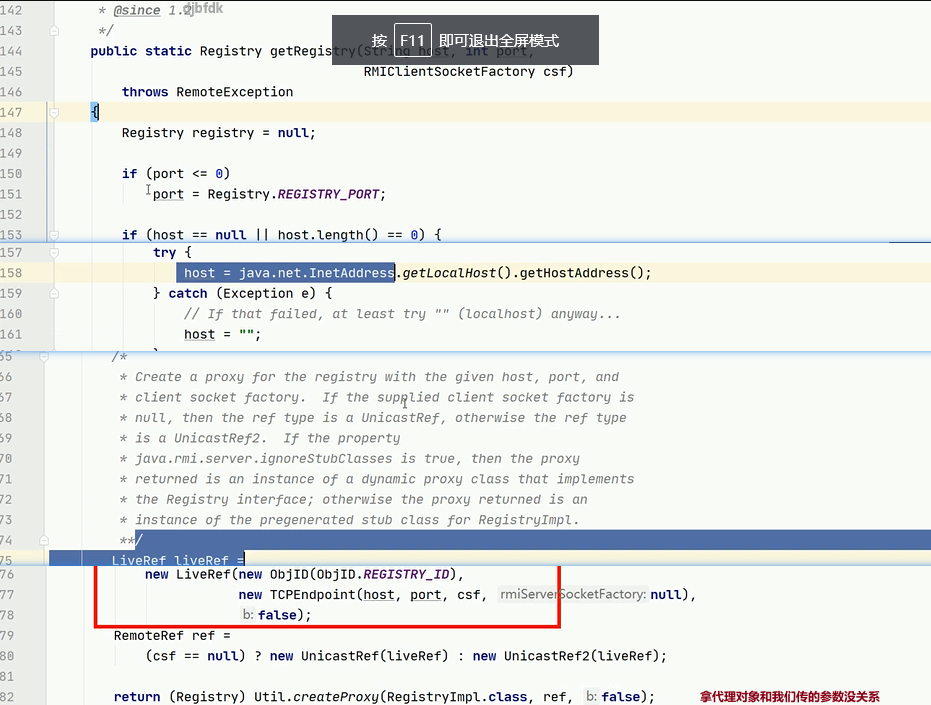 142 * @since 1.2 djbfdk
143 */
144 public static Registry getRegistry(String host, int port,
按 F11 即可退出全屏模式
145 RMIClientSocketFactory csf)
146 throws RemoteException
147 {
148 Registry registry = null;
149
150 if (port <= 0)
151 port = Registry.REGISTRY_PORT;
152
153 if (host == null || host.length() == 0) {
157 try {
158 host = java.net.InetAddress.getLocalHost().getHostAddress();
159 } catch (Exception e) {
160 // If that failed, at least try "" (localhost) anyway...
161 host = "";
65 /*
66 * Create a proxy for the registry with the given host, port, and
67 * client socket factory. If the supplied client socket factory is
68 * null, then the ref type is a UnicastRef, otherwise the ref type
69 * is a UnicastRef2. If the property
70 * java.rmi.server.ignoreStubClasses is true, then the proxy
71 * returned is an instance of a dynamic proxy class that implements
72 * the Registry interface; otherwise the proxy returned is an
73 * instance of the pregenerated stub class for RegistryImpl.
74 **/
75 LiveRef liveRef =
76 new LiveRef(new ObjID(ObjID.REGISTRY_ID),
77 new TCPEndpoint(host, port, csf, rmiServerSocketFactory: null),
78 b: false);
79 RemoteRef ref =
80 (csf == null) ? new UnicastRef(liveRef) : new UnicastRef2(liveRef);
81
82 return (Registry) Util.createProxy(RegistryImpl.class, ref, b: false); 拿代理对象和我们传的参数没关系